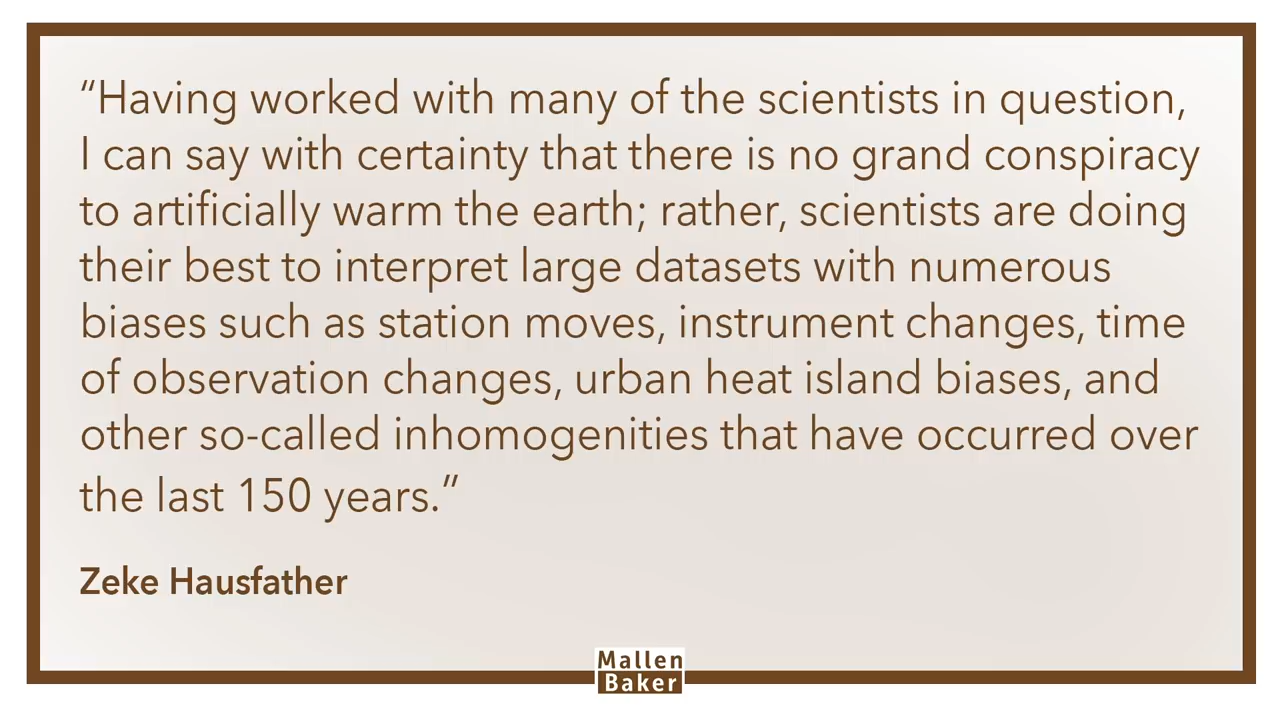 “Having worked with many of the scientists in question,
I can say with certainty that there is no grand conspiracy
to artificially warm the earth; rather, scientists are doing
their best to interpret large datasets with numerous
biases such as station moves, instrument changes, time
of observation changes, urban heat island biases, and
other so-called inhomogenities that have occurred over
the last 150 years.”
Zeke Hausfather
Mallen
Baker